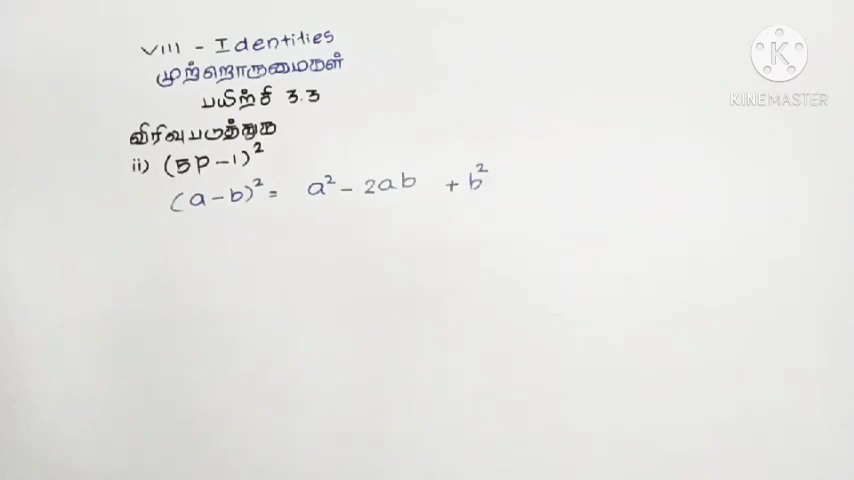 VIII - Identities
முற்றொருமைகள்
பயிற்சி 3.3
விரிவுபடுத்துக
ii) (5p-1)²
(a-b)² = a² - 2ab + b²
K
KINEMASTER